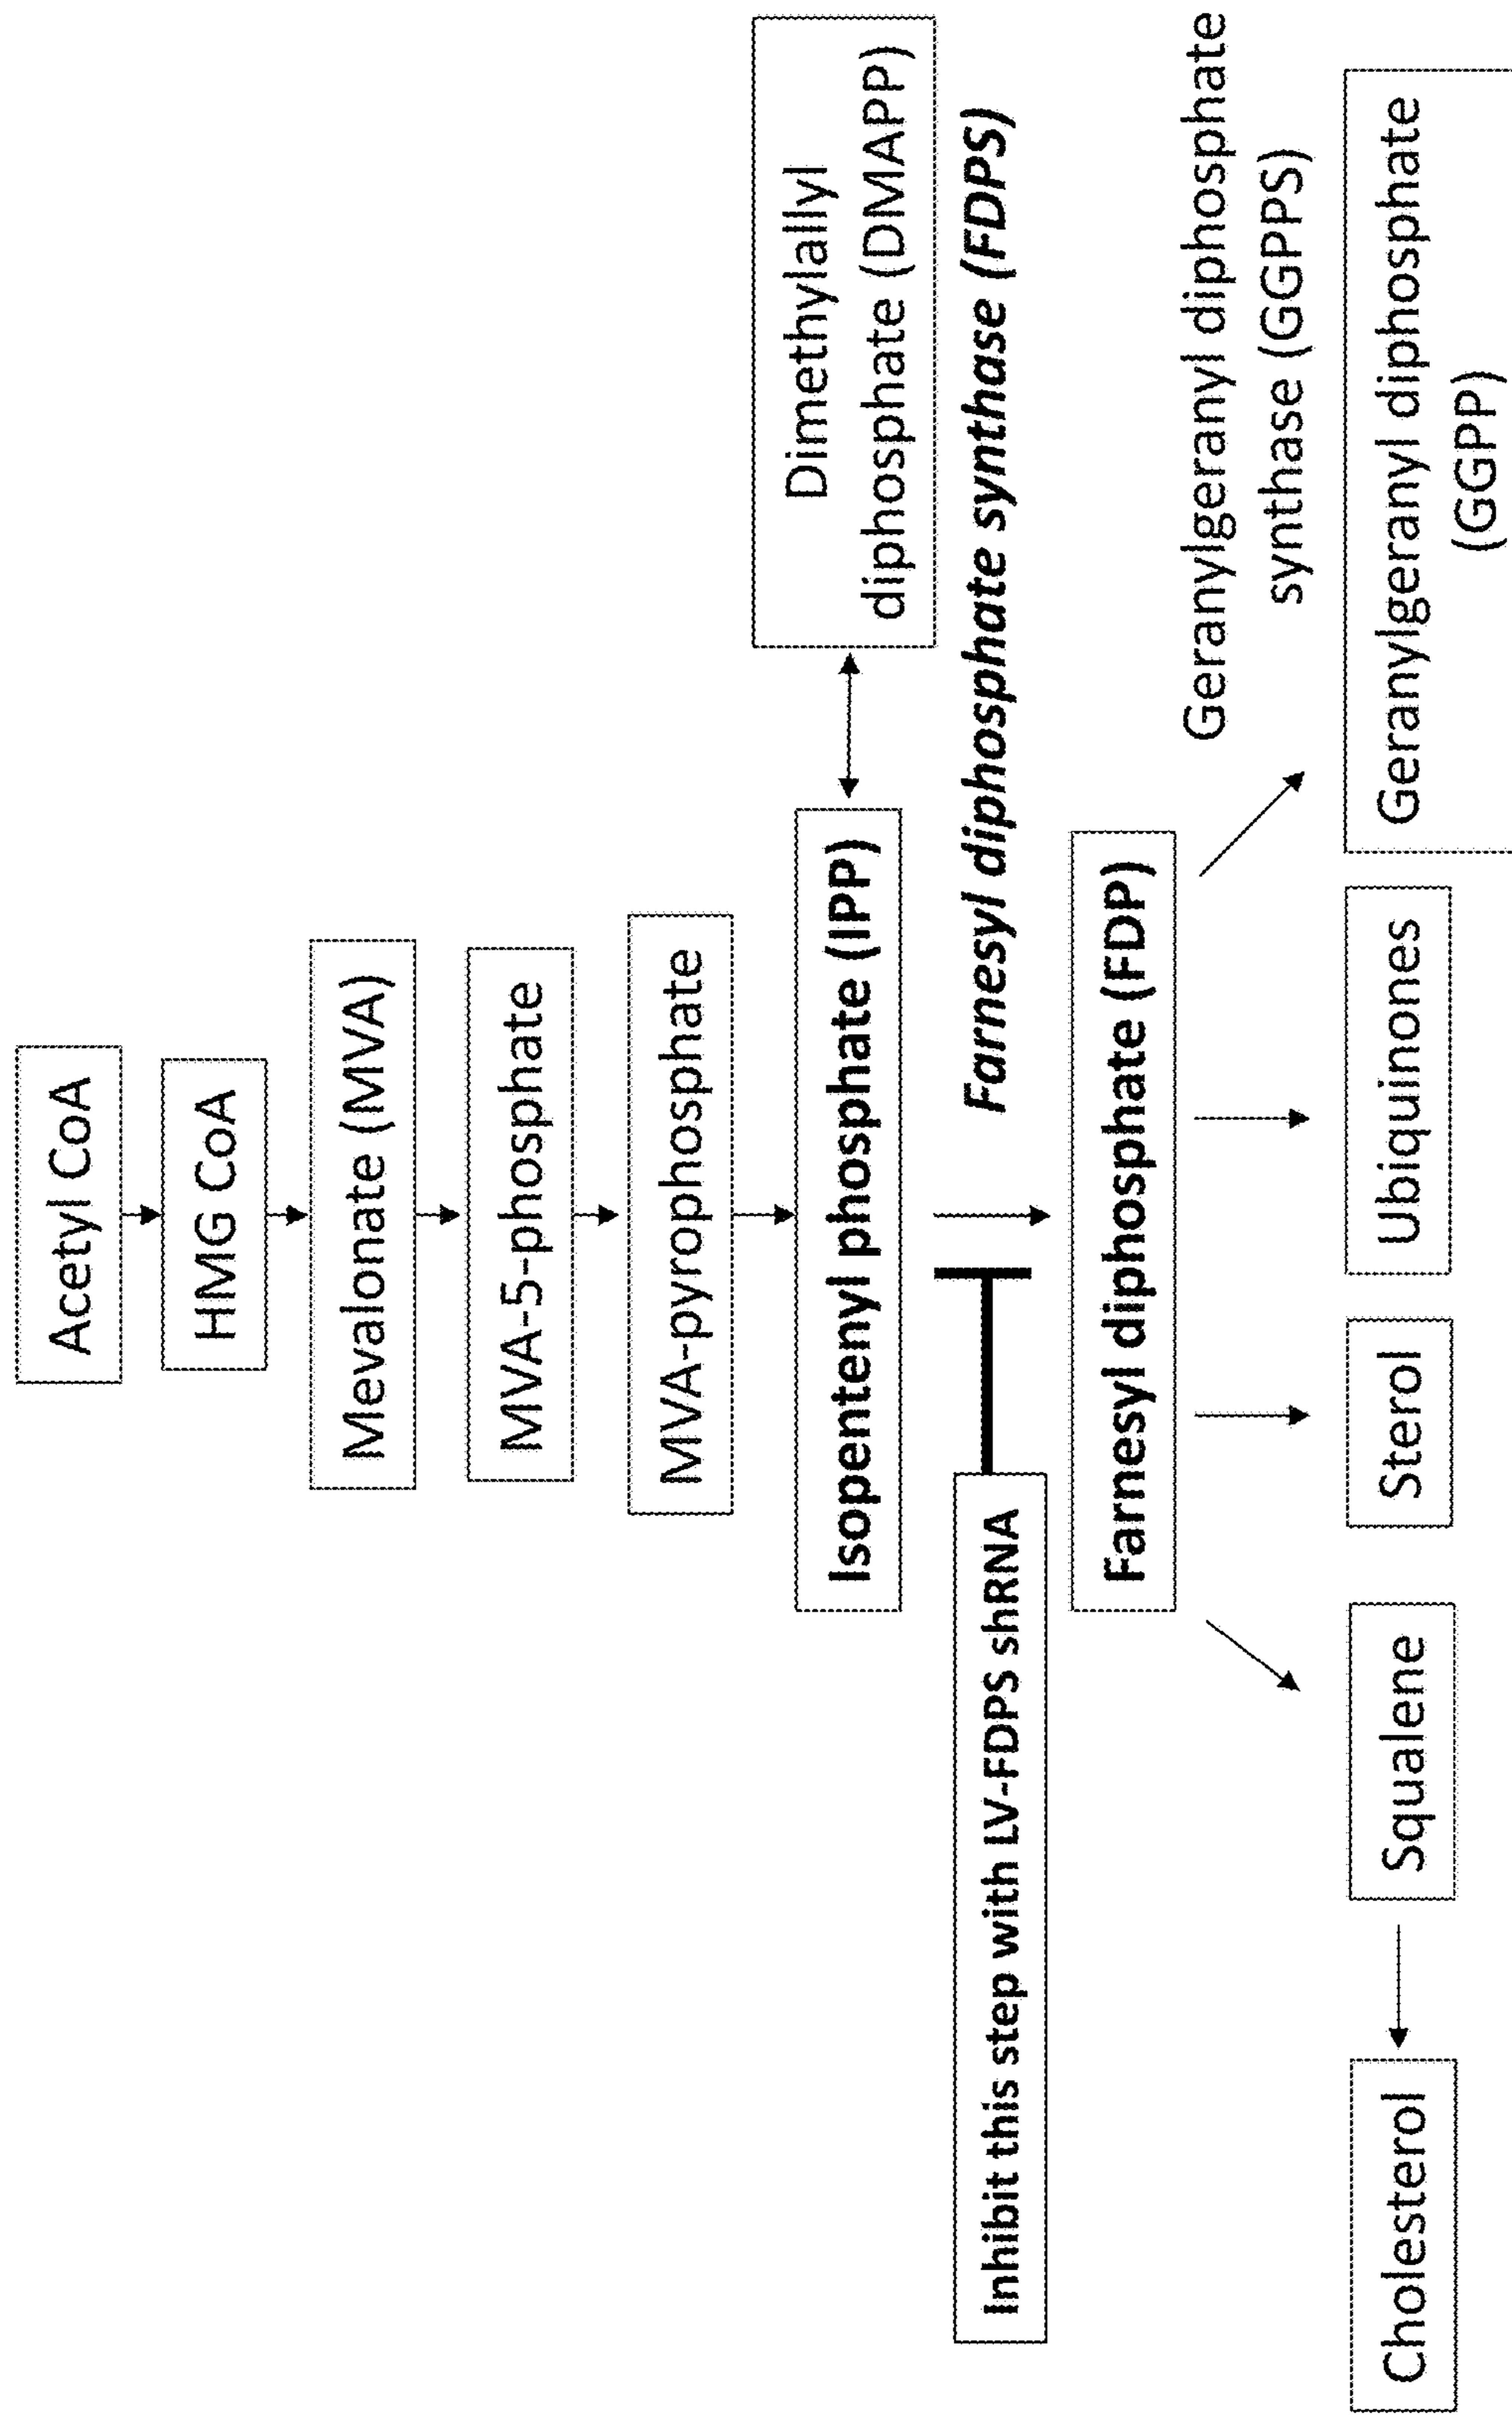 Acetyl CoA
HMG CoA
Mevalonate (MVA)
MVA-5-phosphate
MVA-pyrophosphate
Isopentenyl phosphate (IPP)
Dimethylallyl
diphosphate (DMAPP)
Inhibit this step with LV-FDPS shRNA
Farnesyl diphosphate synthase (FDPS)
Farnesyl diphosphate (FDP)
Geranylgeranyl diphosphate
synthase (GGPPS)
Cholesterol
Squalene
Sterol
Ubiquinones
Geranylgeranyl diphosphate
(GGPP)